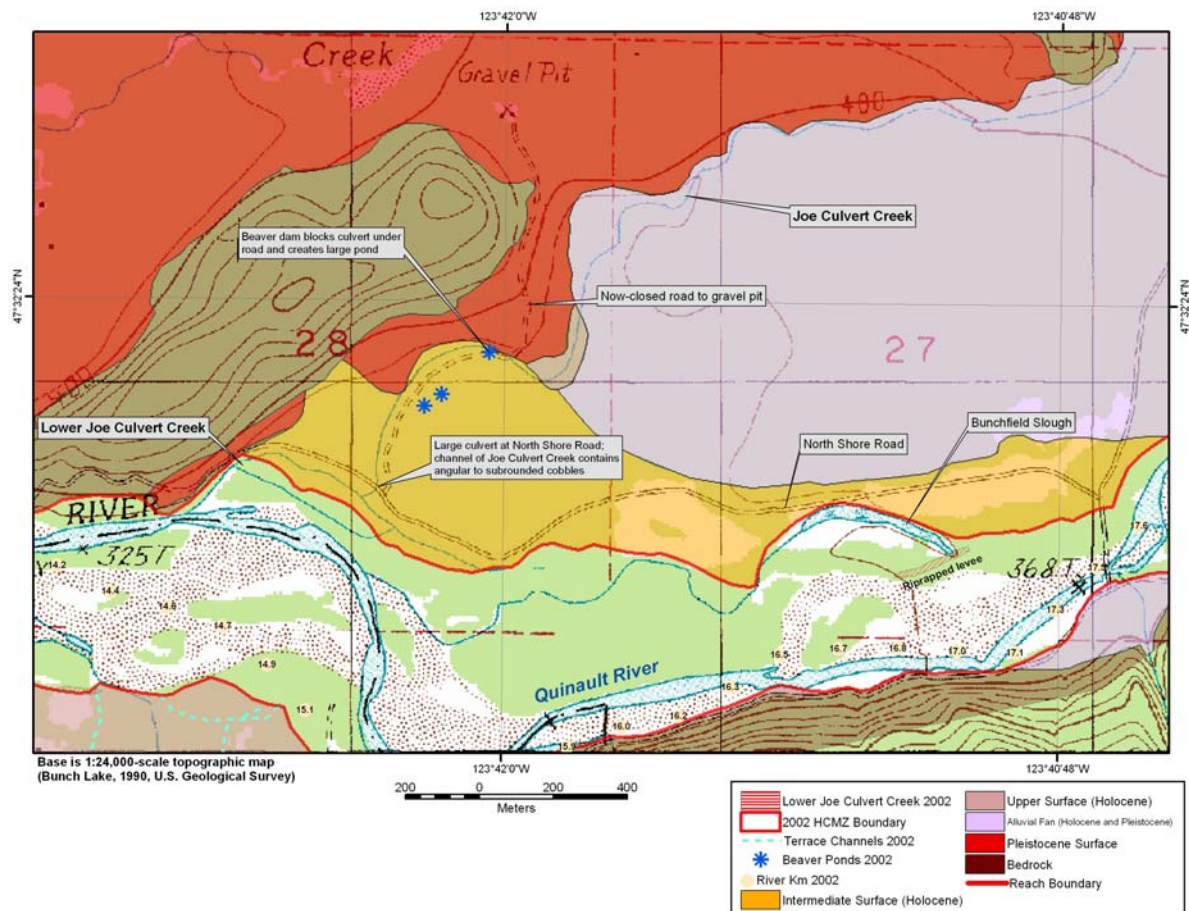 123°42'0"W
123°40'48"W
Creek
Gravel Pit
400
Joe Culvert Creek
Beaver dam blocks culvert under
road and creates large pond
47°32'24"N
47°32'24"N
Now-closed road to gravel pit
28
27
400
Lower Joe Culvert Creek
Bunchfield Slough
Large culvert at North Shore Road;
channel of Joe Culvert Creek contains
angular to subrounded cobbles
North Shore Road
RIVER
17.6
325T
Riprapped levee
368T
14.2
14.4
14.6
14.7
14.9
15.1
16.5
16.7
16.8
17.0
17.1
17.3
Quinault River
16.3
16.2
16.0
15.9
Base is 1:24,000-scale topographic map
(Bunch Lake, 1990, U.S. Geological Survey)
123°42'0"W
123°40'48"W
200 0 200 400
Meters
Lower Joe Culvert Creek 2002
2002 HCMZ Boundary
Terrace Channels 2002
Beaver Ponds 2002
River Km 2002
Intermediate Surface (Holocene)
Upper Surface (Holocene)
Alluvial Fan (Holocene and Pleistocene)
Pleistocene Surface
Bedrock
Reach Boundary